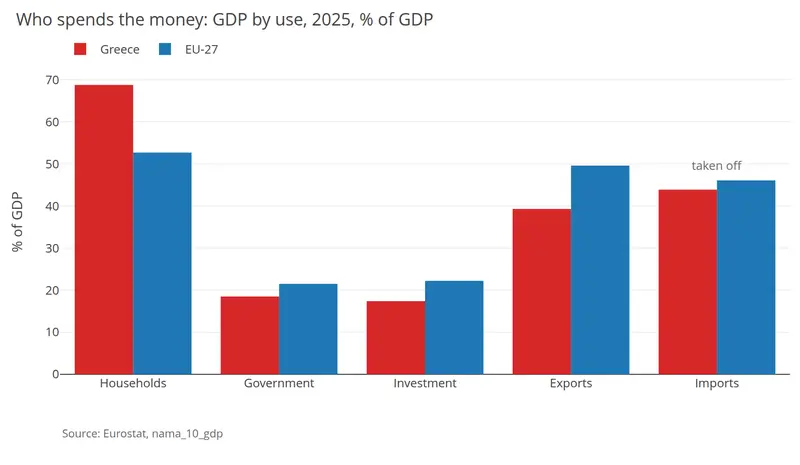 Who spends the money: GDP by use, 2025, % of GDP
Greece EU-27
% of GDP
70
60
50
40
30
20
10
0
taken off
Households Government Investment Exports Imports
Source: Eurostat, nama_10_gdp